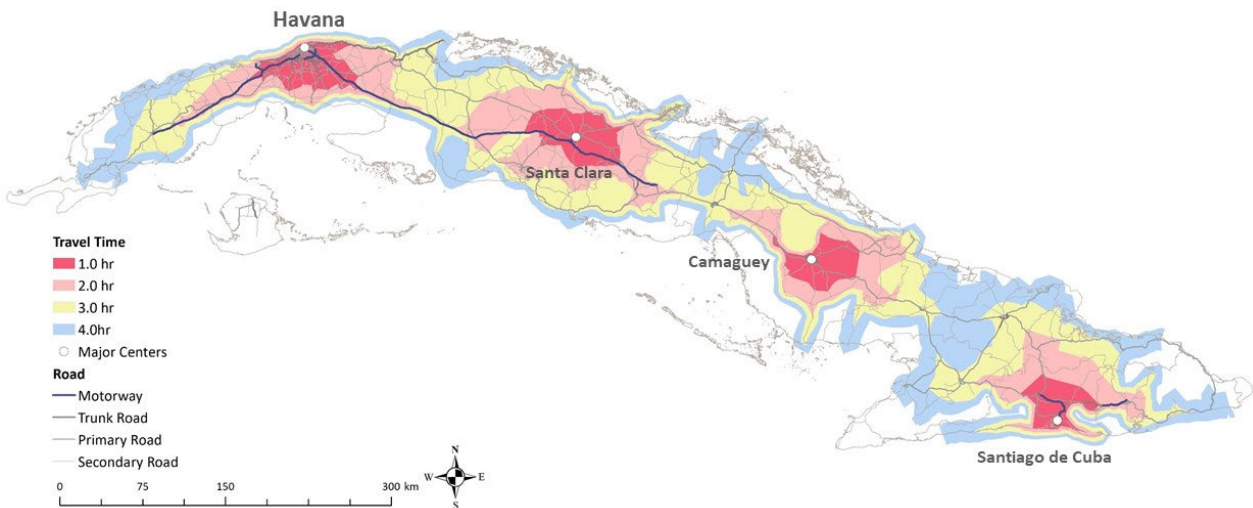 Havana
Santa Clara
Camaguey
Santiago de Cuba
Travel Time
1.0 hr
2.0 hr
3.0 hr
4.0hr
Major Centers
Road
Motorway
Trunk Road
Primary Road
Secondary Road
N
W E
S
0 75 150 300 km